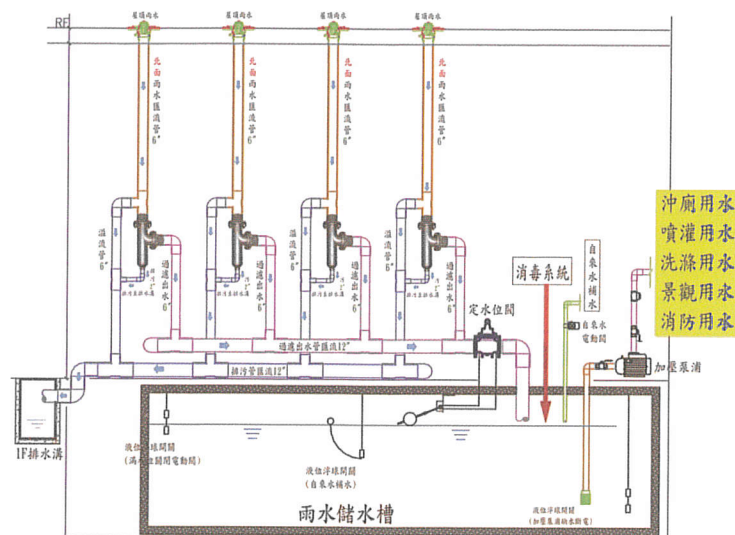 屋頂雨水
屋頂雨水
屋頂雨水
屋頂雨水
RF
北面雨水匯流管6"
北面雨水匯流管6"
北面雨水匯流管6"
北面雨水匯流管6"
溢流管6"
過濾出水6"
過濾出水6"
過濾出水6"
溢流管6"
過濾出水6"
排污至排水溝
排污至排水溝
排污至排水溝
排污至排水溝
過濾出水管匯流12"
排污管匯流12"
定水位閥
消毒系統
自來水補水
自來水
電動閥
沖廁用水
噴灌用水
洗滌用水
景觀用水
消防用水
加壓泵浦
1F排水溝
液位浮球開關
(滿水位關閉電動閥)
液位浮球開關
(自來水補水)
雨水儲水槽
液位浮球開關
(加壓泵浦缺水斷電)